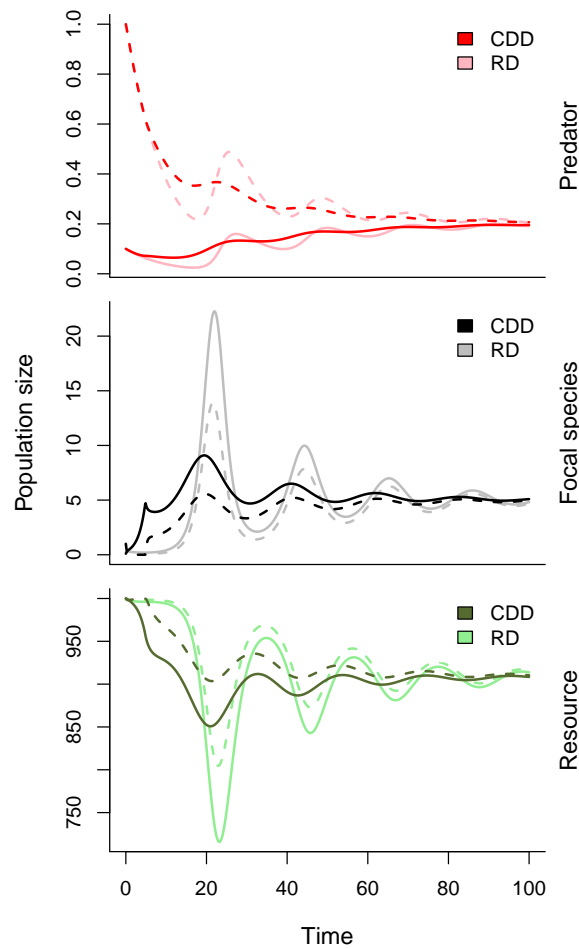 CDD
RD
1.0
0.8
0.6
0.4
0.2
0.0
Predator
CDD
RD
20
15
10
5
0
Population size
Focal species
CDD
RD
950
850
750
Resource
0
20
40
60
80
100
Time